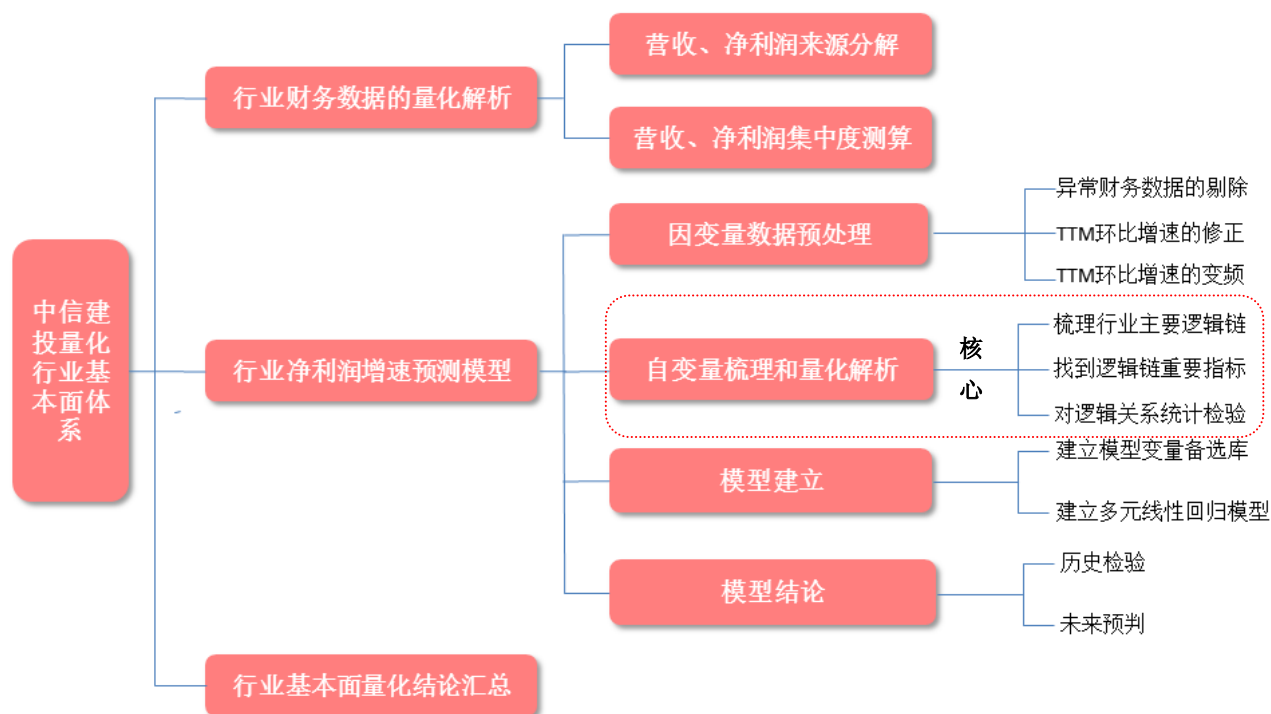 中信建
投量化
行业基
本面体
系
行业财务数据的量化解析
营收、净利润来源分解
营收、净利润集中度测算
行业净利润增速预测模型
因变量数据预处理
异常财务数据的剔除
TTM环比增速的修正
TTM环比增速的变频
自变量梳理和量化解析
核
心
梳理行业主要逻辑链
找到逻辑链重要指标
对逻辑关系统计检验
模型建立
建立模型变量备选库
建立多元线性回归模型
模型结论
历史检验
未来预判
行业基本面量化结论汇总